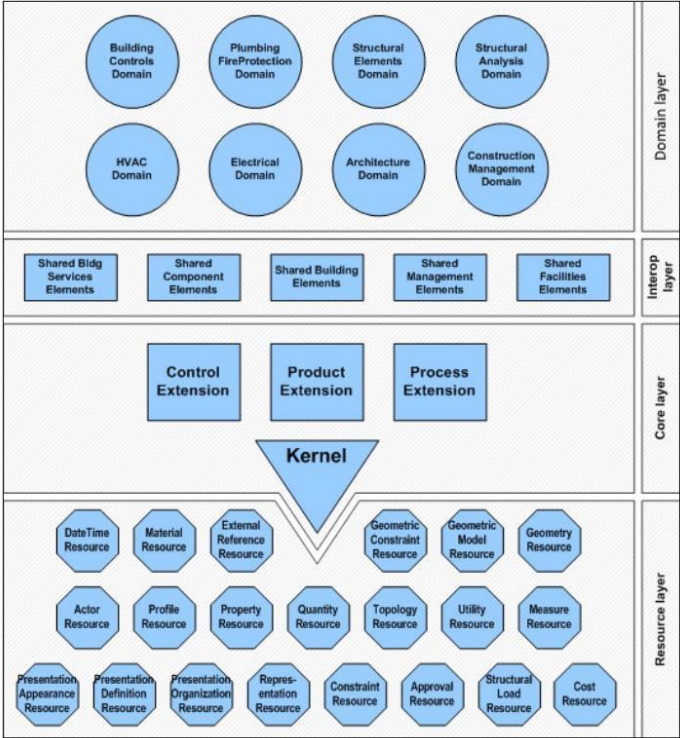 Building
Controls
Domain
Plumbing
FireProtection
Domain
Structural
Elements
Domain
Structural
Analysis
Domain
HVAC
Domain
Electrical
Domain
Architecture
Domain
Construction
Management
Domain
Domain layer
Shared Bldg
Services
Elements
Shared
Component
Elements
Shared Building
Elements
Shared
Management
Elements
Shared
Facilities
Elements
Interop
layer
Control
Extension
Product
Extension
Process
Extension
Kernel
Core layer
DateTime
Resource
Material
Resource
External
Reference
Resource
Geometric
Constraint
Resource
Geometric
Model
Resource
Geometry
Resource
Actor
Resource
Profile
Resource
Property
Resource
Quantity
Resource
Topology
Resource
Utility
Resource
Measure
Resource
Presentation
Appearance
Resource
Presentation
Definition
Resource
Presentation
Organization
Resource
Repres-
entation
Resource
Constraint
Resource
Approval
Resource
Structural
Load
Resource
Cost
Resource
Resource layer